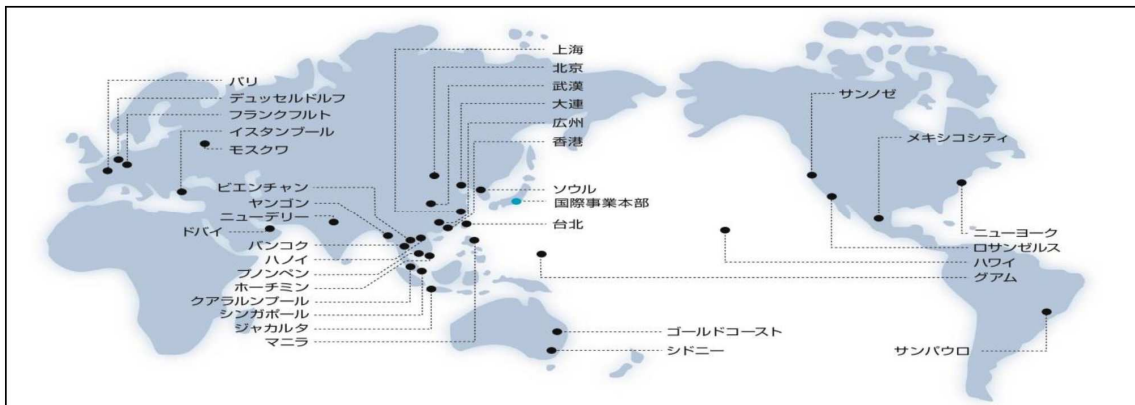 パリ
デュッセルドルフ
フランクフルト
イスタンブール
モスクワ
ビエンチャン
ヤンゴン
ニューデリー
ドバイ
バンコク
ハノイ
プノンペン
ホーチミン
クアラルンプール
シンガポール
ジャカルタ
マニラ
上海
北京
武漢
大連
広州
香港
ソウル
国際事業本部
台北
ゴールドコースト
シドニー
サンノゼ
メキシコシティ
ニューヨーク
ロサンゼルス
ハワイ
グアム
サンパウロ